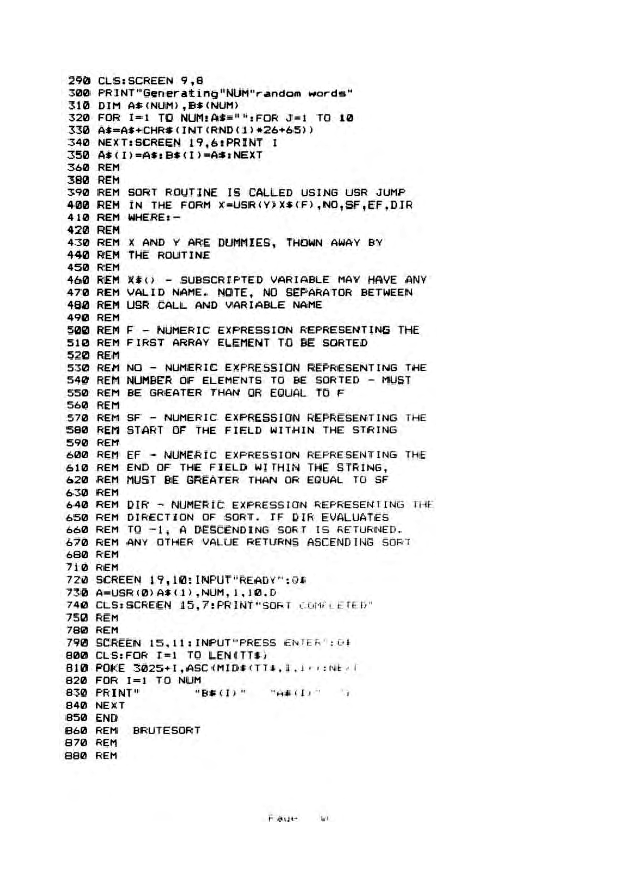 290 CLS:SCREEN 9,8
300 PRINT"Generating"NUM"random words"
310 DIM A$(NUM),B$(NUM)
320 FOR I=1 TO NUM:A$="":FOR J=1 TO 10
330 A$=A$+CHR$(INT(RND(1)*26+65))
340 NEXT:SCREEN 19,6:PRINT I
350 A$(I)=A$:B$(I)=A$:NEXT
360 REM
380 REM
390 REM SORT ROUTINE IS CALLED USING USR JUMP
400 REM IN THE FORM X=USR(Y)X$(F),NO,SF,EF,DIR
410 REM WHERE:-
420 REM
430 REM X AND Y ARE DUMMIES, THOWN AWAY BY
440 REM THE ROUTINE
450 REM
460 REM X$() - SUBSCRIPTED VARIABLE MAY HAVE ANY
470 REM VALID NAME. NOTE, NO SEPARATOR BETWEEN
480 REM USR CALL AND VARIABLE NAME
490 REM
500 REM F - NUMERIC EXPRESSION REPRESENTING THE
510 REM FIRST ARRAY ELEMENT TO BE SORTED
520 REM
530 REM NO - NUMERIC EXPRESSION REPRESENTING THE
540 REM NUMBER OF ELEMENTS TO BE SORTED - MUST
550 REM BE GREATER THAN OR EQUAL TO F
560 REM
570 REM SF - NUMERIC EXPRESSION REPRESENTING THE
580 REM START OF THE FIELD WITHIN THE STRING
590 REM
600 REM EF - NUMERIC EXPRESSION REPRESENTING THE
610 REM END OF THE FIELD WITHIN THE STRING,
620 REM MUST BE GREATER THAN OR EQUAL TO SF
630 REM
640 REM DIR - NUMERIC EXPRESSION REPRESENTING THE
650 REM DIRECTION OF SORT. IF DIR EVALUATES
660 REM TO -1, A DESCENDING SORT IS RETURNED.
670 REM ANY OTHER VALUE RETURNS ASCENDING SORT
680 REM
710 REM
720 SCREEN 19,10:INPUT"READY";Q$
730 A=USR(0)A$(1),NUM,1,10,D
740 CLS:SCREEN 15,7:PRINT"SORT COMPLETED"
750 REM
780 REM
790 SCREEN 15,11:INPUT"PRESS ENTER";Q$
800 CLS:FOR I=1 TO LEN(TT$)
810 POKE 3025+I,ASC(MID$(TT$,I,1)):NEXT
820 FOR I=1 TO NUM
830 PRINT" "B$(I)" "A$(I)"
840 NEXT
850 END
860 REM BRUTESORT
870 REM
880 REM
Page